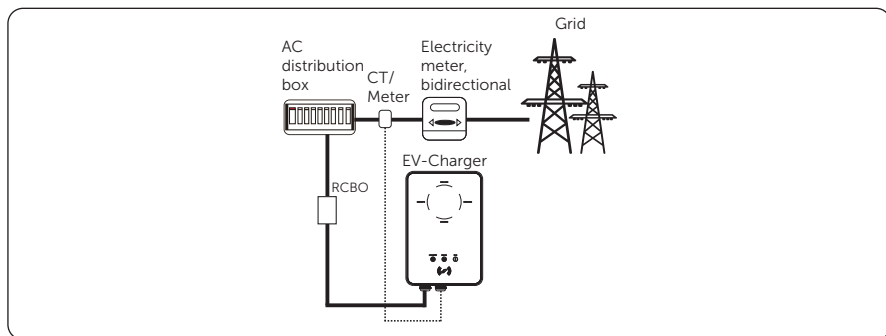 Grid
AC
distribution
box
CT/
Meter
Electricity
meter,
bidirectional
EV-Charger
RCBO